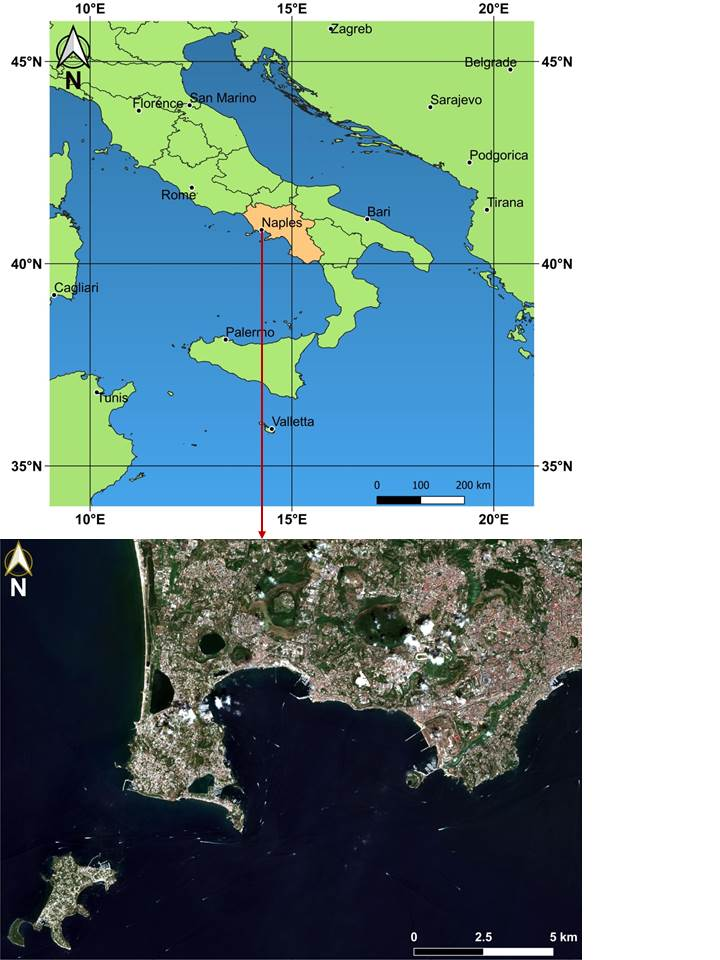 10°E 15°E 20°E
Zagreb
45°N 45°N
Belgrade
N
Florence San Marino
Sarajevo
Podgorica
Rome
Tirana
Bari
Naples
40°N 40°N
Cagliari
Palermo
Tunis
Valletta
35°N 35°N
0 100 200 km
10°E 15°E 20°E
N
0 2.5 5 km